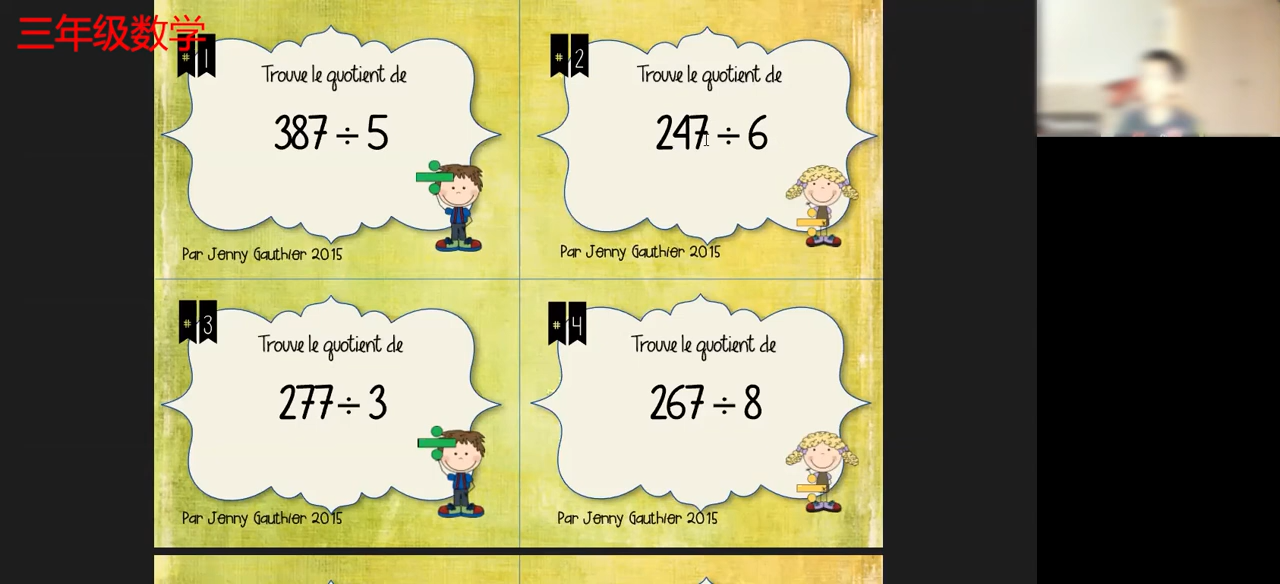 三年级数学
# 1
Trouve le quotient de
387 ÷ 5
Par Jenny Gauthier 2015
# 2
Trouve le quotient de
247 ÷ 6
Par Jenny Gauthier 2015
# 3
Trouve le quotient de
277 ÷ 3
Par Jenny Gauthier 2015
# 4
Trouve le quotient de
267 ÷ 8
Par Jenny Gauthier 2015